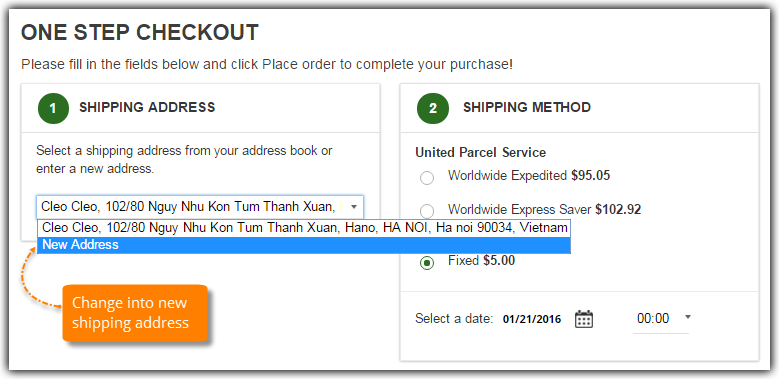 ONE STEP CHECKOUT
Please fill in the fields below and click Place order to complete your purchase!
1 SHIPPING ADDRESS
Select a shipping address from your address book or
enter a new address.
Cleo Cleo, 102/80 Nguy Nhu Kon Tum Thanh Xuan,
Cleo Cleo, 102/80 Nguy Nhu Kon Tum Thanh Xuan, Hano, HA NOI, Ha noi 90034, Vietnam
New Address
Change into new
shipping address
2 SHIPPING METHOD
United Parcel Service
Worldwide Expedited $95.05
Worldwide Express Saver $102.92
Fixed $5.00
Select a date: 01/21/2016 00:00